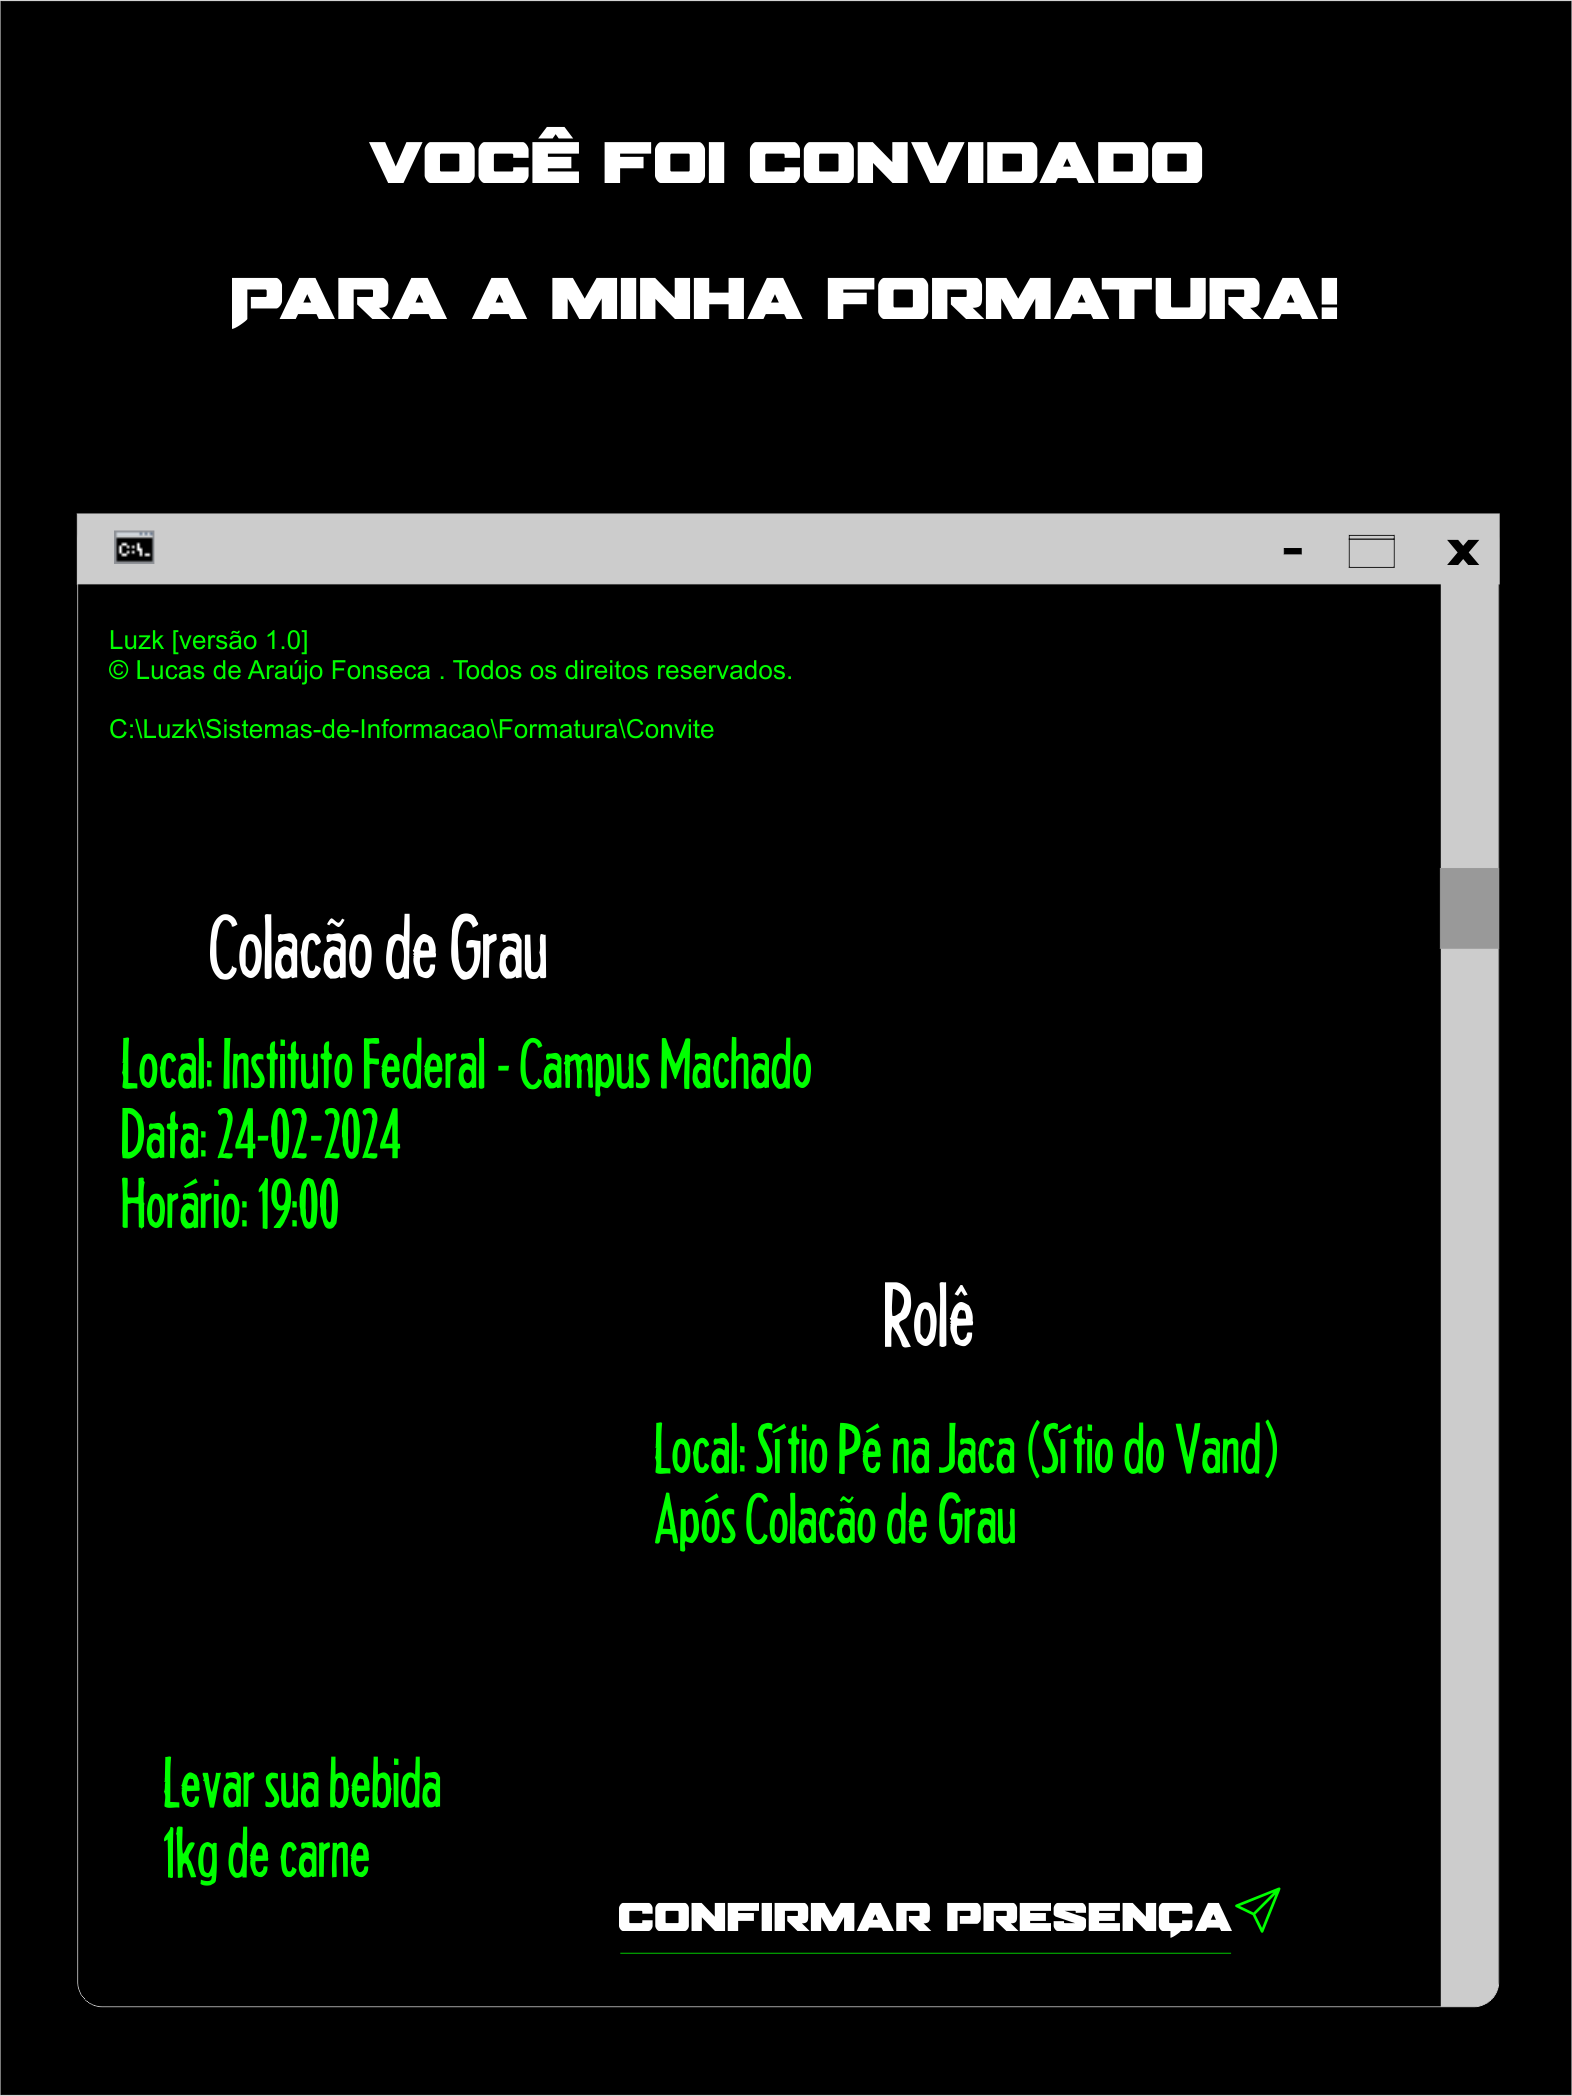 VOCÊ FOI CONVIDADO
PARA A MINHA FORMATURA!
C:\_
- X
Luzk [versão 1.0]
© Lucas de Araújo Fonseca . Todos os direitos reservados.
C:\Luzk\Sistemas-de-Informacao\Formatura\Convite
Colacão de Grau
Local: Instituto Federal - Campus Machado
Data: 24-02-2024
Horário: 19:00
Rolê
Local: Sítio Pé na Jaca (Sítio do Vand)
Após Colacão de Grau
Levar sua bebida
1kg de carne
CONFIRMAR PRESENÇA